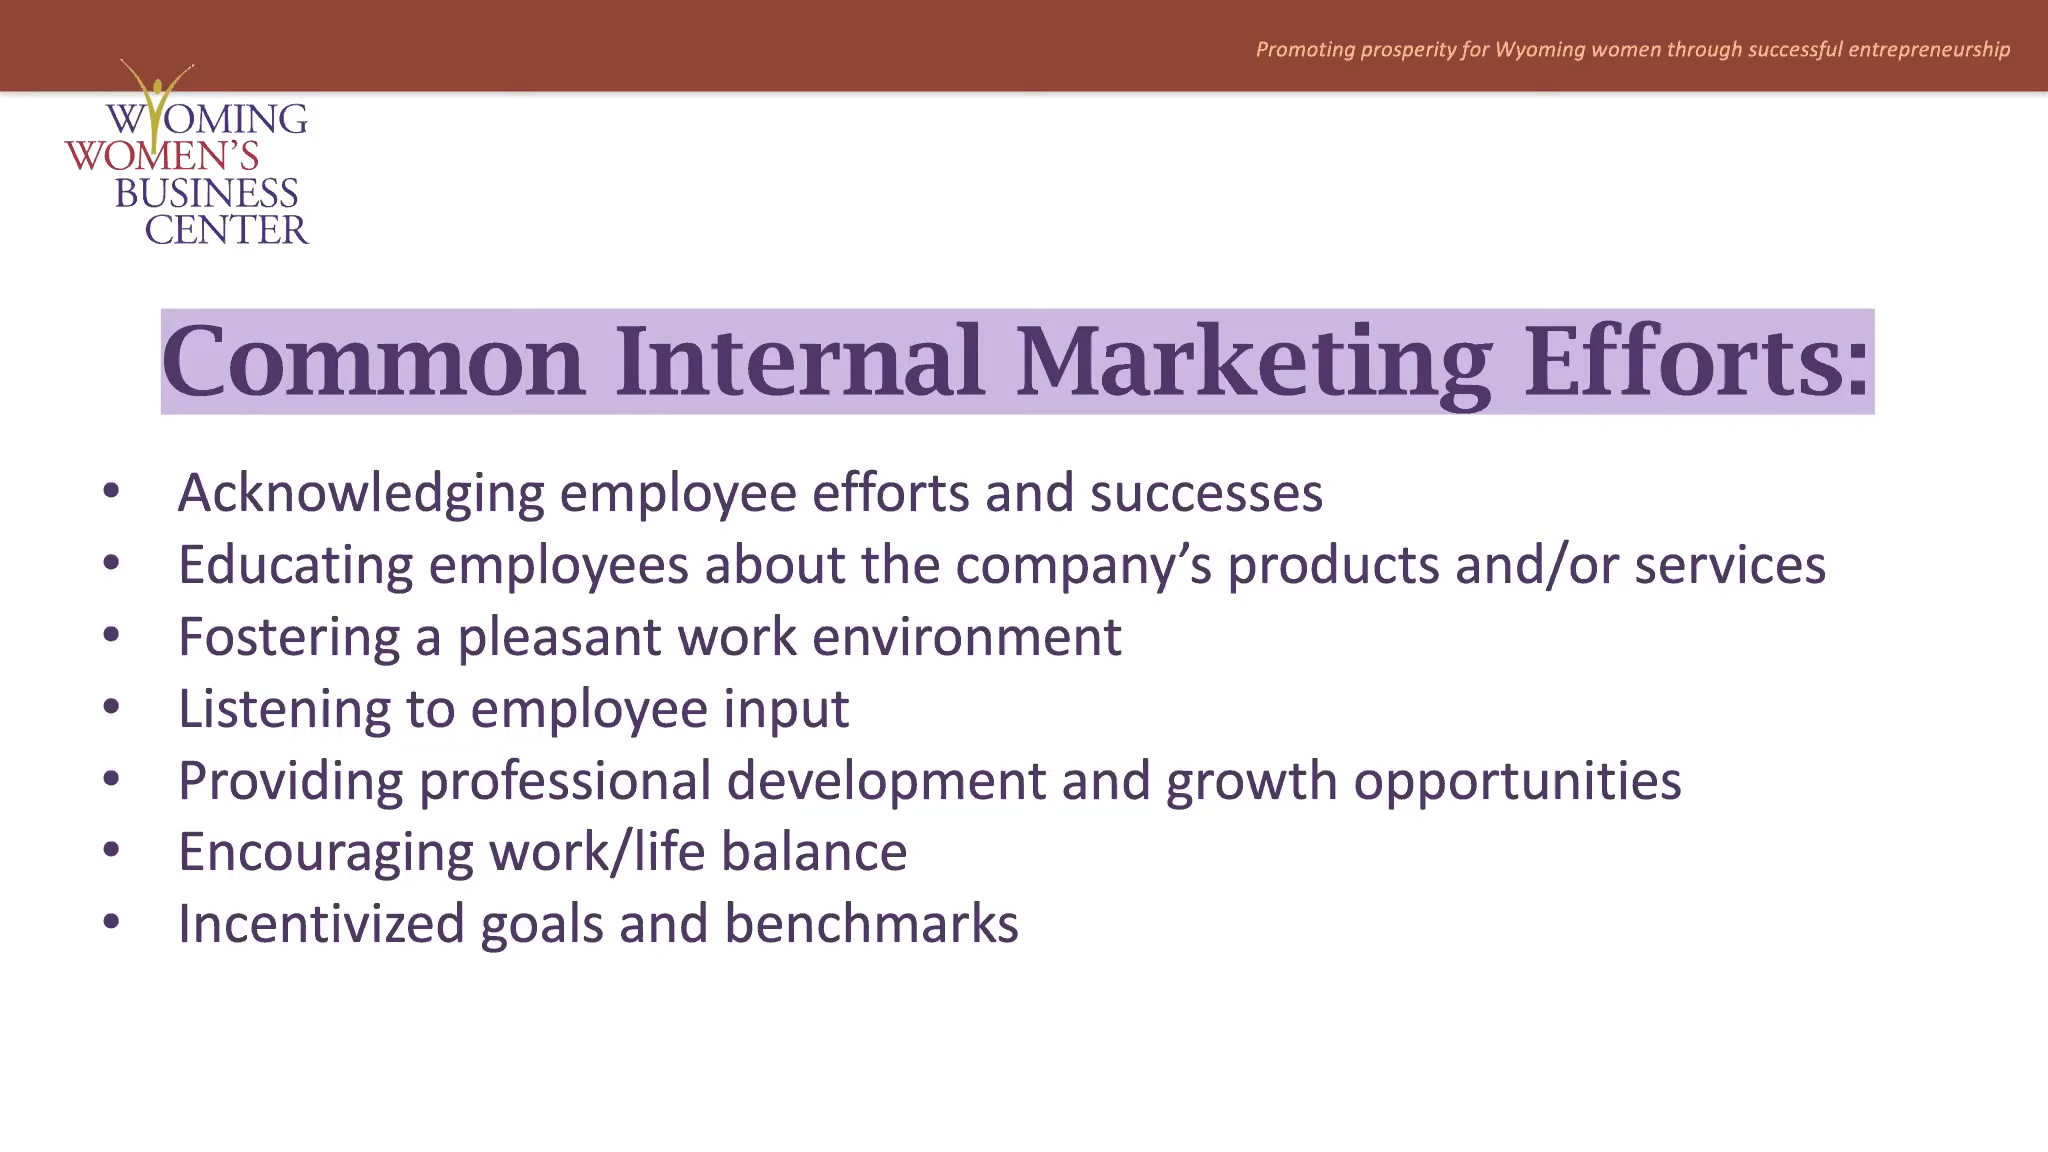 Promoting prosperity for Wyoming women through successful entrepreneurship
WYOMING
WOMEN'S
BUSINESS
CENTER
Common Internal Marketing Efforts:
• Acknowledging employee efforts and successes
• Educating employees about the company’s products and/or services
• Fostering a pleasant work environment
• Listening to employee input
• Providing professional development and growth opportunities
• Encouraging work/life balance
• Incentivized goals and benchmarks